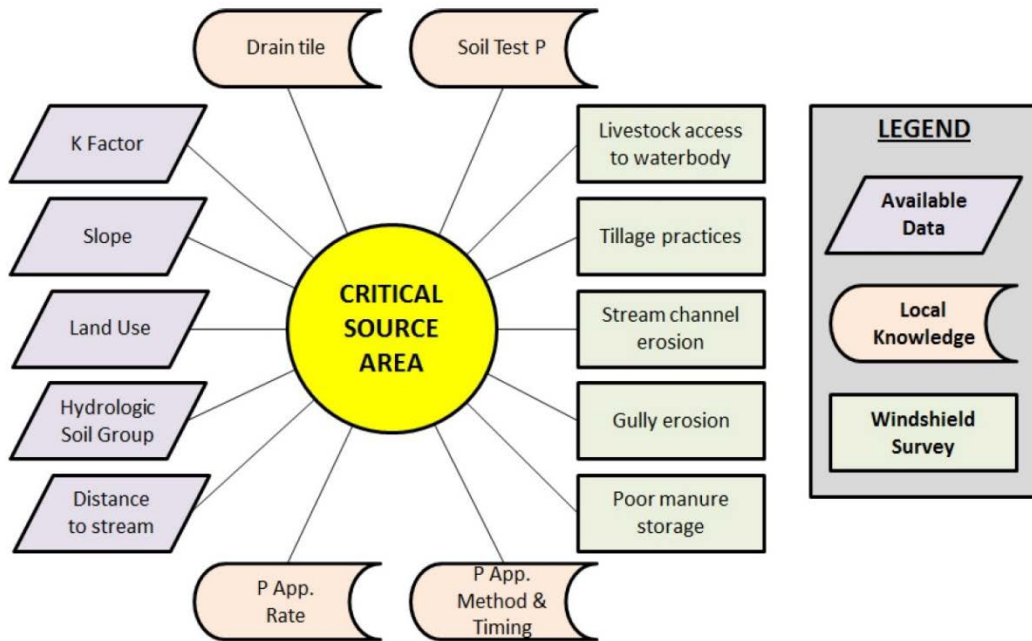 Drain tile
Soil Test P
K Factor
Slope
Land Use
Hydrologic
Soil Group
Distance
to stream
CRITICAL
SOURCE
AREA
Livestock access
to waterbody
Tillage practices
Stream channel
erosion
Gully erosion
Poor manure
storage
P App.
Rate
P App.
Method &
Timing
LEGEND
Available
Data
Local
Knowledge
Windshield
Survey